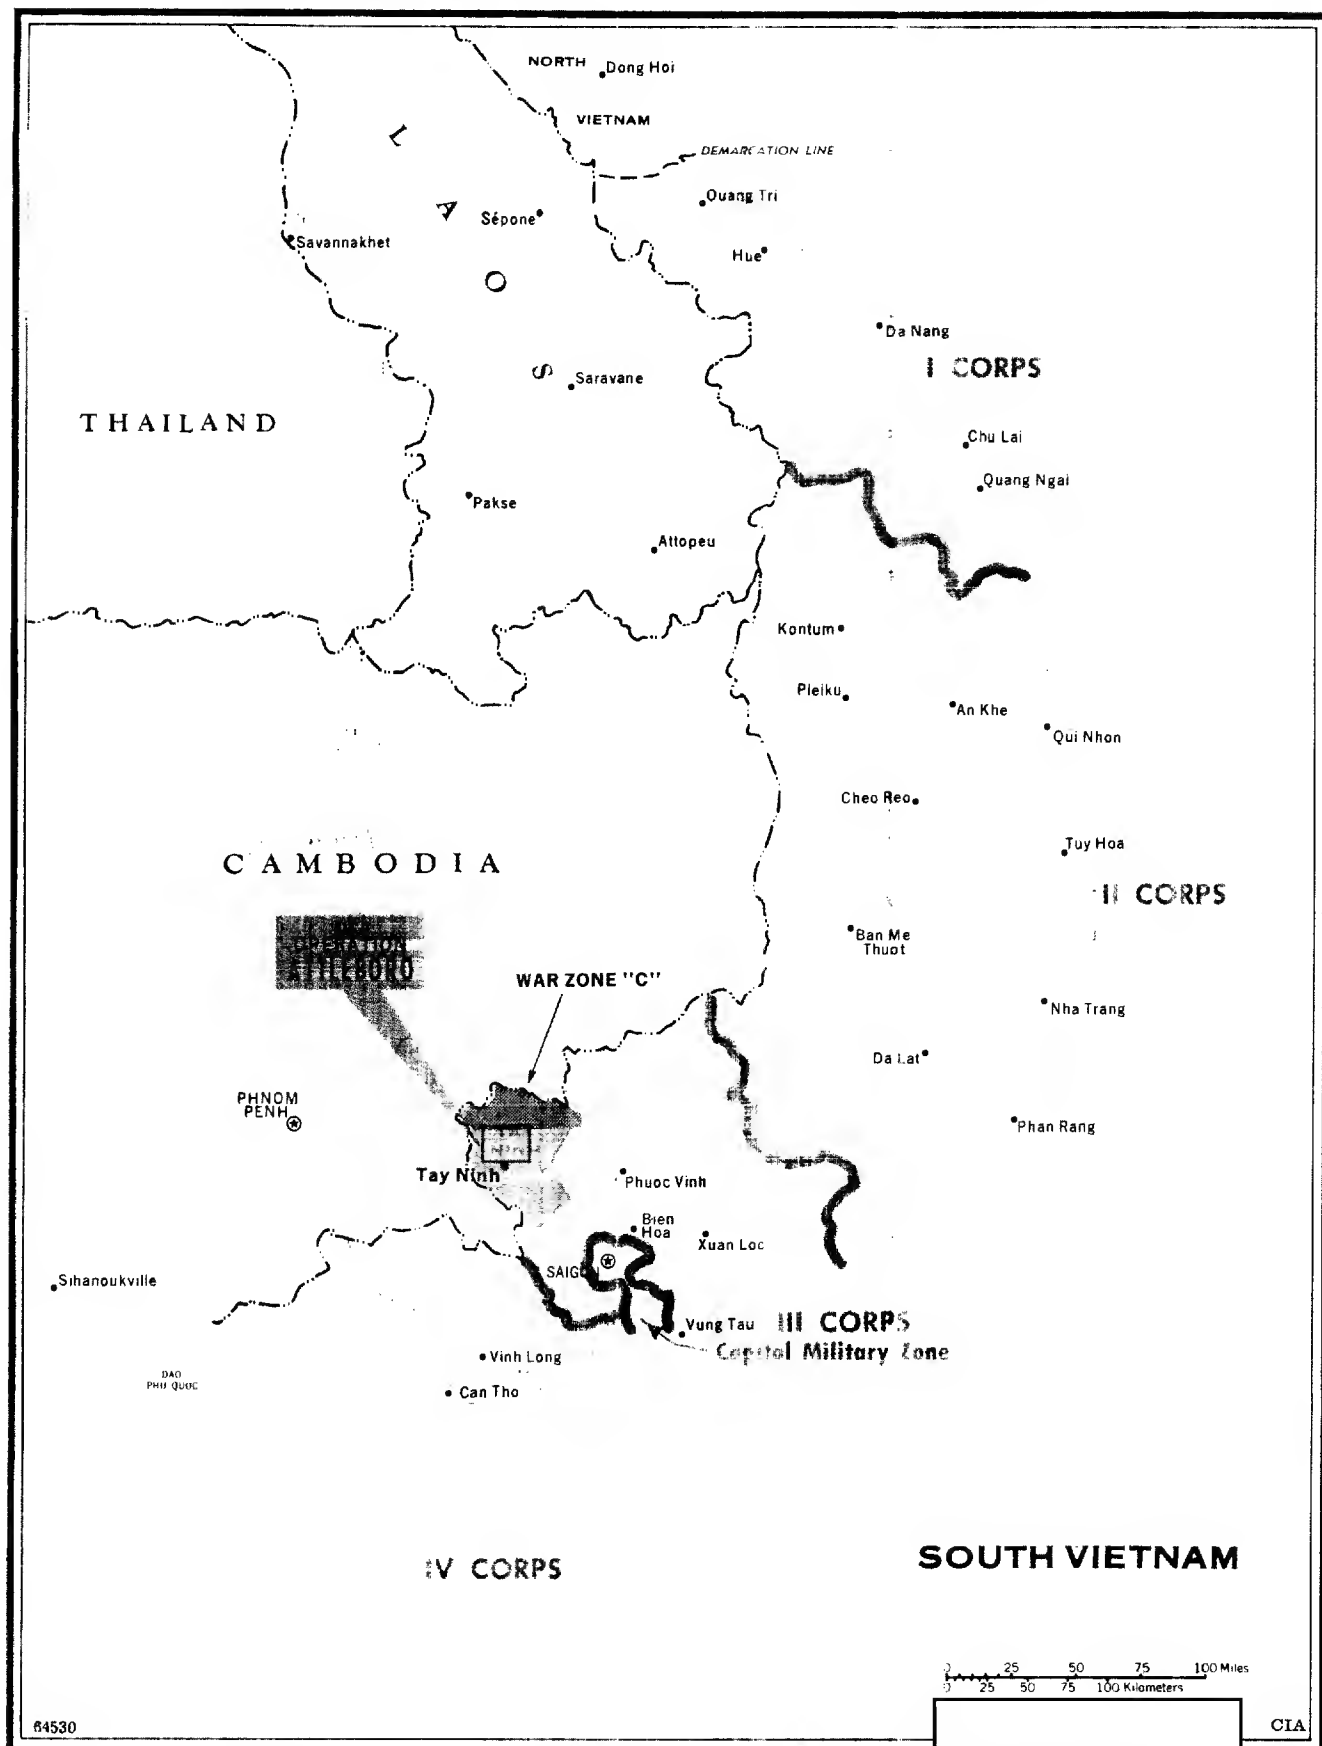 NORTH
Dong Hoi
VIETNAM
DEMARCATION LINE
L A O S
Quang Tri
Sépone
Savannakhet
Hue
Da Nang
I CORPS
Saravane
THAILAND
Chu Lai
Quang Ngai
Pakse
Attopeu
Kontum
Pleiku
An Khe
Qui Nhon
Cheo Reo
Tuy Hoa
CAMBODIA
II CORPS
OPERATION
ATTLEBORO
Ban Me
Thuot
WAR ZONE "C"
Nha Trang
Da Lat
PHNOM
PENH
Phan Rang
Tay Ninh
Phuoc Vinh
Bien
Hoa
Xuan Loc
SAIGON
Sihanoukville
Vung Tau
III CORPS
Capital Military Zone
Vinh Long
DAO
PHU QUOC
Can Tho
SOUTH VIETNAM
IV CORPS
0 25 50 75 100 Miles
0 25 50 75 100 Kilometers
64530
CIA